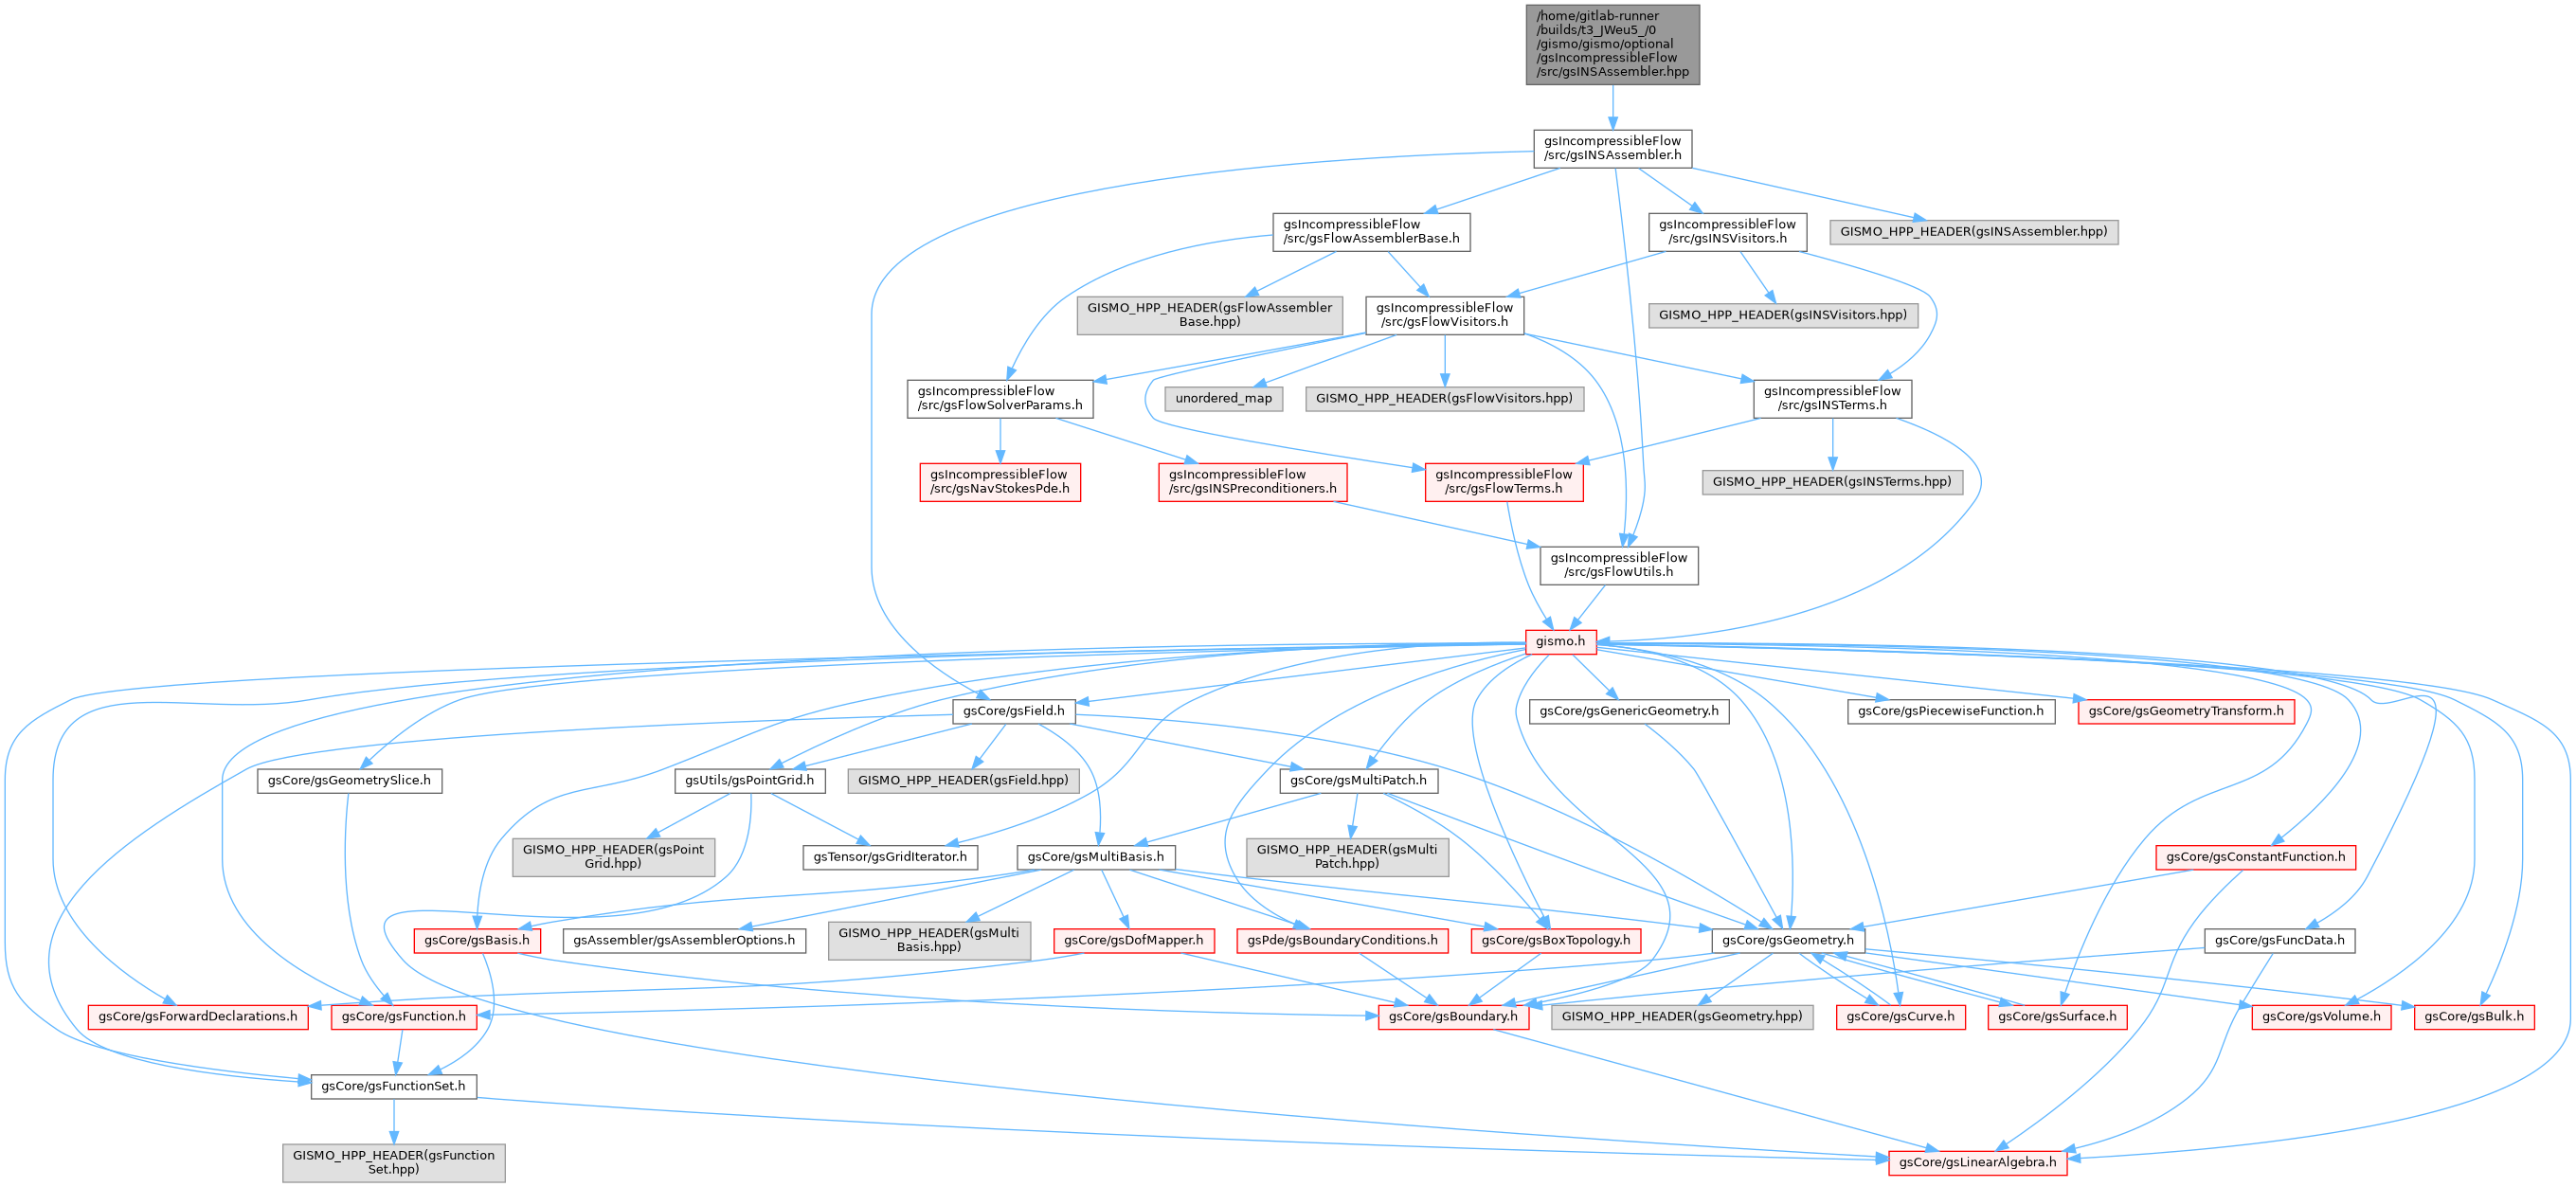 /home/gitlab-runner
/builds/t3_JWeu5_/0
/gismo/gismo/optional
/gsIncompressibleFlow
/src/gsINSAssembler.hpp
gsIncompressibleFlow
/src/gsINSAssembler.h
gsIncompressibleFlow
/src/gsFlowAssemblerBase.h
gsIncompressibleFlow
/src/gsINSVisitors.h
GISMO_HPP_HEADER(gsINSAssembler.hpp)
GISMO_HPP_HEADER(gsFlowAssembler
Base.hpp)
gsIncompressibleFlow
/src/gsFlowVisitors.h
GISMO_HPP_HEADER(gsINSVisitors.hpp)
gsIncompressibleFlow
/src/gsFlowSolverParams.h
unordered_map
GISMO_HPP_HEADER(gsFlowVisitors.hpp)
gsIncompressibleFlow
/src/gsINSTerms.h
gsIncompressibleFlow
/src/gsNavStokesPde.h
gsIncompressibleFlow
/src/gsINSPreconditioners.h
gsIncompressibleFlow
/src/gsFlowTerms.h
GISMO_HPP_HEADER(gsINSTerms.hpp)
gsIncompressibleFlow
/src/gsFlowUtils.h
gismo.h
gsCore/gsField.h
gsCore/gsGenericGeometry.h
gsCore/gsPiecewiseFunction.h
gsCore/gsGeometryTransform.h
gsCore/gsGeometrySlice.h
gsUtils/gsPointGrid.h
GISMO_HPP_HEADER(gsField.hpp)
gsCore/gsMultiPatch.h
GISMO_HPP_HEADER(gsPoint
Grid.hpp)
gsTensor/gsGridIterator.h
gsCore/gsMultiBasis.h
GISMO_HPP_HEADER(gsMulti
Patch.hpp)
gsCore/gsConstantFunction.h
gsCore/gsBasis.h
gsAssembler/gsAssemblerOptions.h
GISMO_HPP_HEADER(gsMulti
Basis.hpp)
gsCore/gsDofMapper.h
gsPde/gsBoundaryConditions.h
gsCore/gsBoxTopology.h
gsCore/gsGeometry.h
gsCore/gsFuncData.h
gsCore/gsForwardDeclarations.h
gsCore/gsFunction.h
gsCore/gsBoundary.h
GISMO_HPP_HEADER(gsGeometry.hpp)
gsCore/gsCurve.h
gsCore/gsSurface.h
gsCore/gsVolume.h
gsCore/gsBulk.h
gsCore/gsFunctionSet.h
GISMO_HPP_HEADER(gsFunction
Set.hpp)
gsCore/gsLinearAlgebra.h